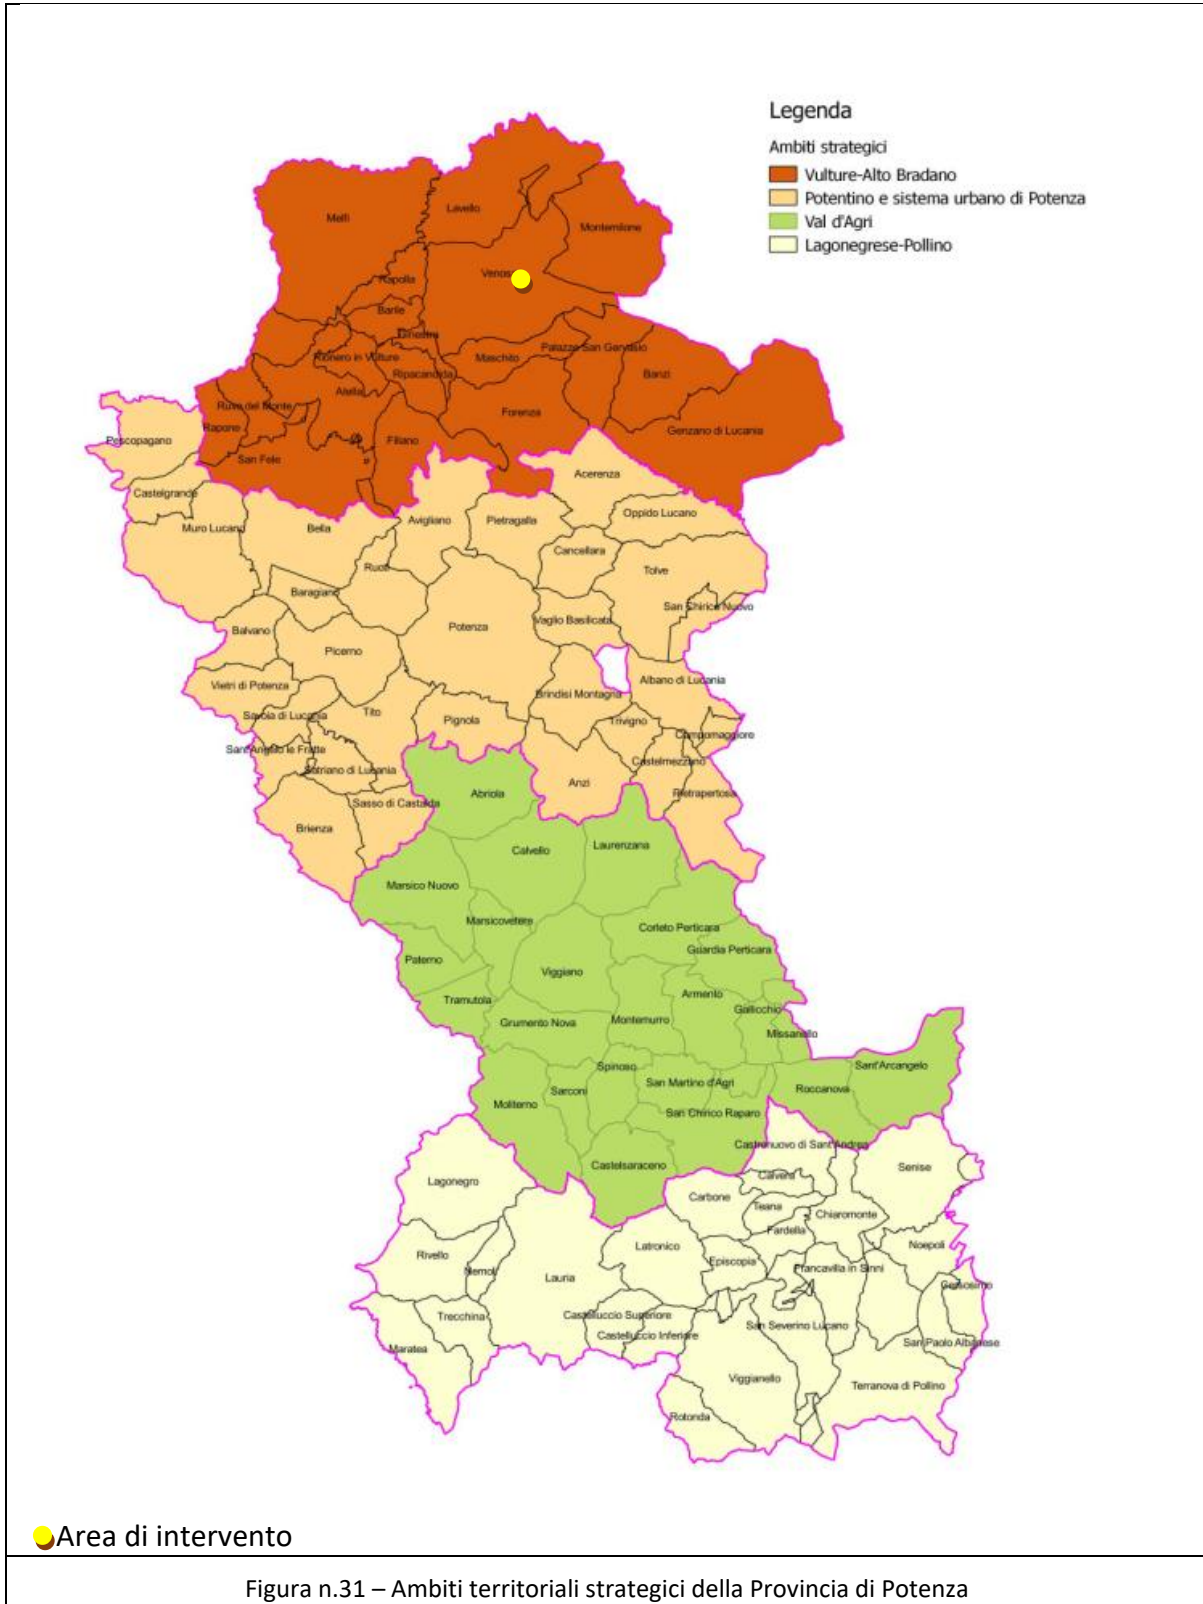 Legenda
Ambiti strategici
Vulture-Alto Bradano
Potentino e sistema urbano di Potenza
Val d'Agri
Lagonegrese-Pollino
Melfi
Lavello
Montemilone
Venos
Rapolla
Barile
Ginestra
Rionero in Vulture
Maschito
Palazzo San Gervasio
Ripacandida
Banzi
Atella
Ruvo del Monte
Forenza
Rapone
Genzano di Lucania
Filiano
San Fele
Pescopagano
Acerenza
Castelgrande
Oppido Lucano
Muro Lucano
Bella
Avigliano
Pietragalla
Cancellara
Ruoti
Tolve
Baragiano
San Chirico Nuovo
Vaglio Basilicata
Balvano
Potenza
Picerno
Albano di Lucania
Vietri di Potenza
Brindisi Montagna
Savoia di Lucania
Tito
Pignola
Trivigno
Campomaggiore
Sant'Angelo le Fratte
Castelmezzano
Satriano di Lucania
Anzi
Pietrapertosa
Abriola
Sasso di Castalda
Brienza
Laurenzana
Calvello
Marsico Nuovo
Marsicovetere
Corleto Perticara
Guardia Perticara
Paterno
Viggiano
Armento
Tramutola
Gallicchio
Grumento Nova
Montemurro
Missanello
Spinoso
Sant'Arcangelo
San Martino d'Agri
Roccanova
Sarconi
Moliterno
San Chirico Raparo
Castronuovo di Sant'Andrea
Castelsaraceno
Senise
Calvera
Lagonegro
Carbone
Teana
Chiaromonte
Fardella
Latronico
Noepoli
Rivello
Episcopia
Francavilla in Sinni
Nemoli
Lauria
Cersosimo
Trecchina
Castelluccio Superiore
San Severino Lucano
Castelluccio Inferiore
San Paolo Albanese
Maratea
Viggianello
Terranova di Pollino
Rotonda
Area di intervento
Figura n.31 – Ambiti territoriali strategici della Provincia di Potenza